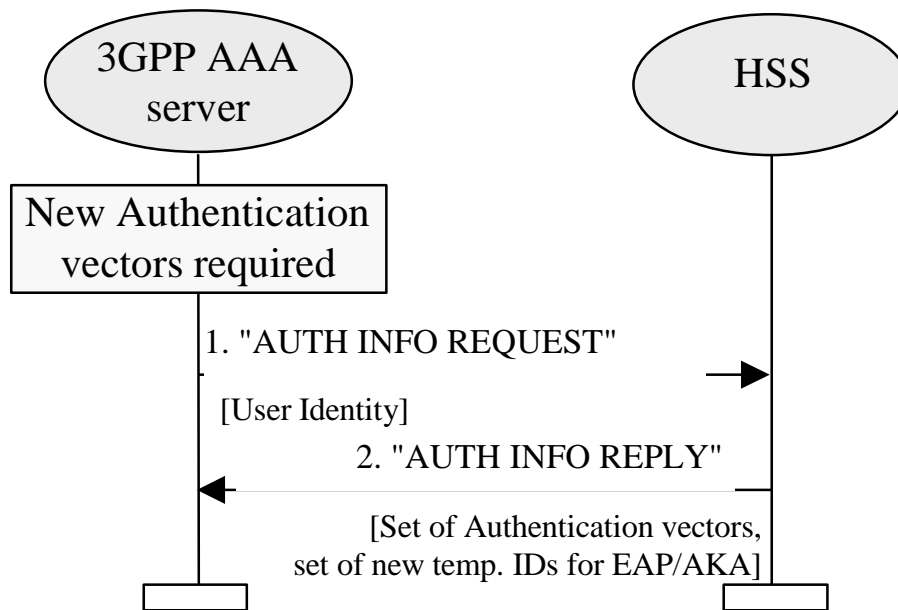 3GPP AAA
server
HSS
New Authentication
vectors required
1. "AUTH INFO REQUEST"
[User Identity]
2. "AUTH INFO REPLY"
[Set of Authentication vectors,
set of new temp. IDs for EAP/AKA]